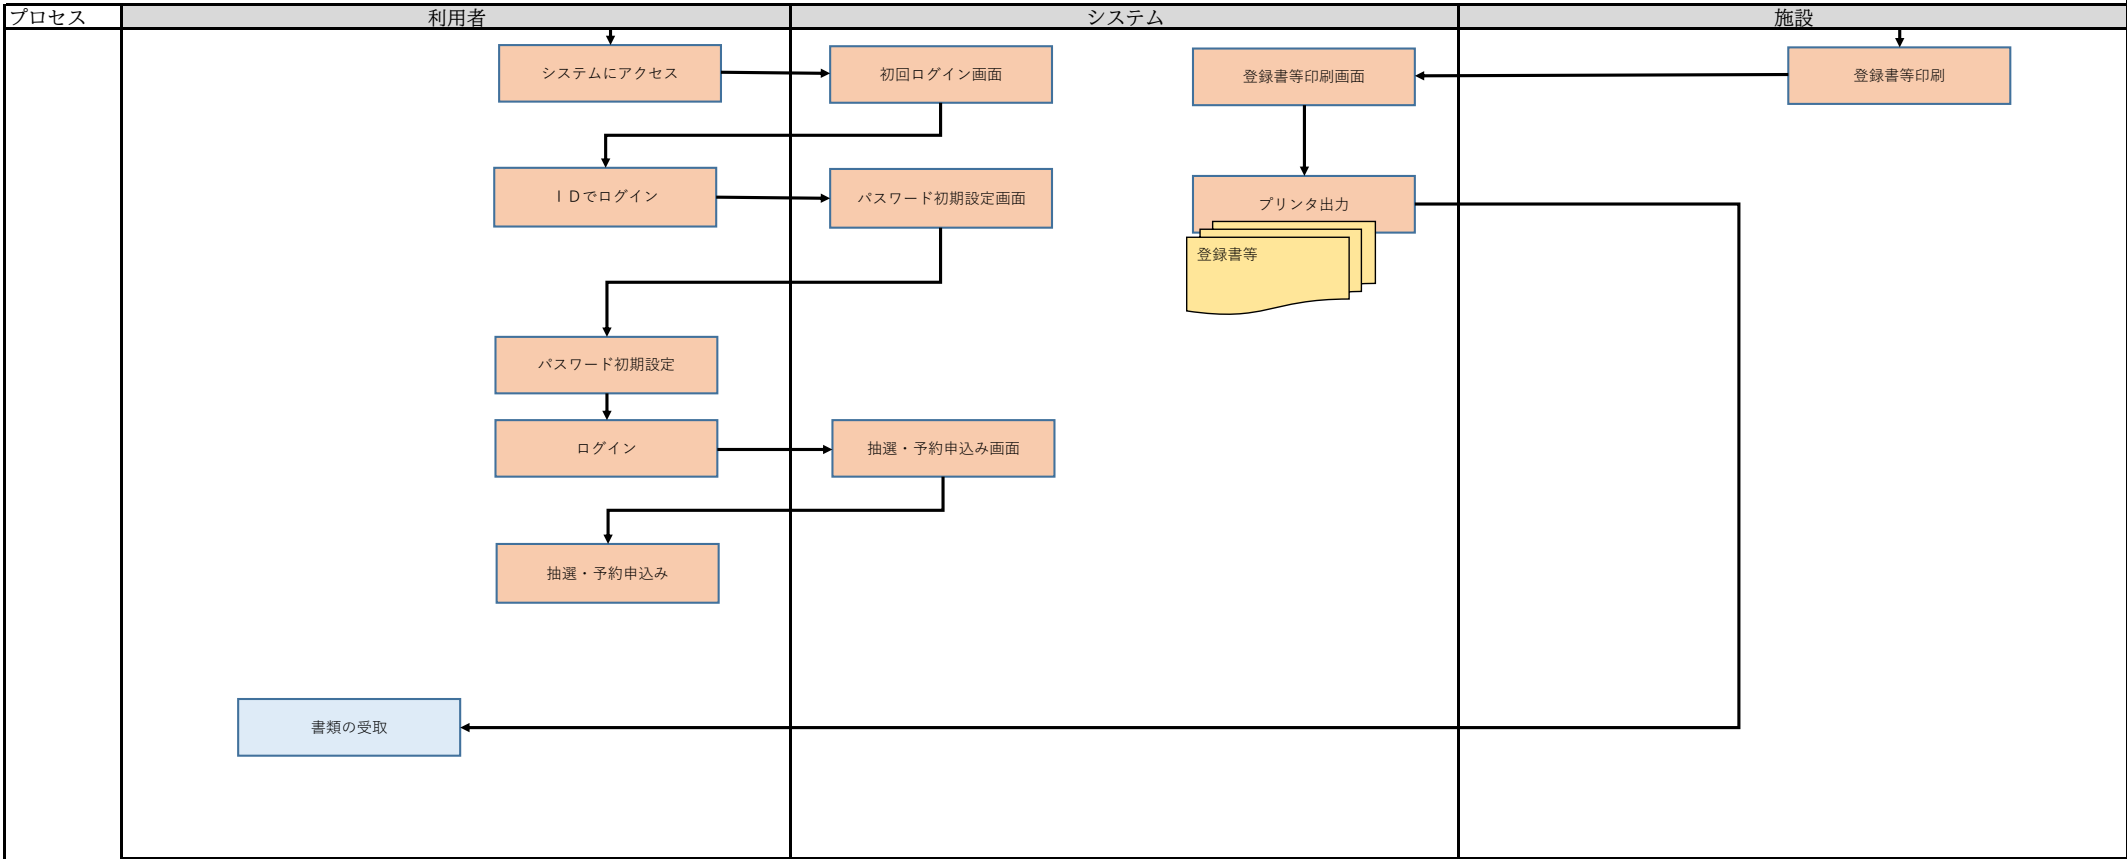 プロセス
利用者
システム
施設
システムにアクセス
初回ログイン画面
登録書等印刷画面
登録書等印刷
ＩＤでログイン
パスワード初期設定画面
プリンタ出力
登録書等
パスワード初期設定
ログイン
抽選・予約申込み画面
抽選・予約申込み
書類の受取